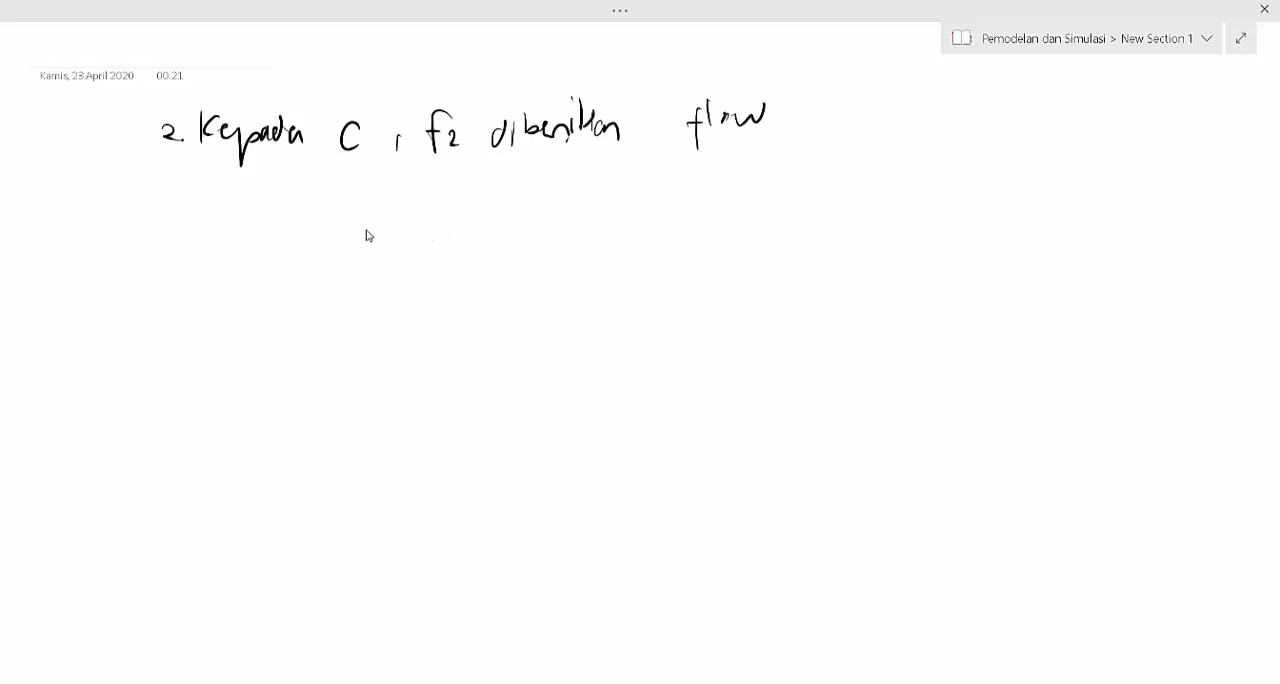 Pemodelan dan Simulasi > New Section 1
Kamis, 23 April 2020 00.21
2. Kepada C, f2 diberikan flow